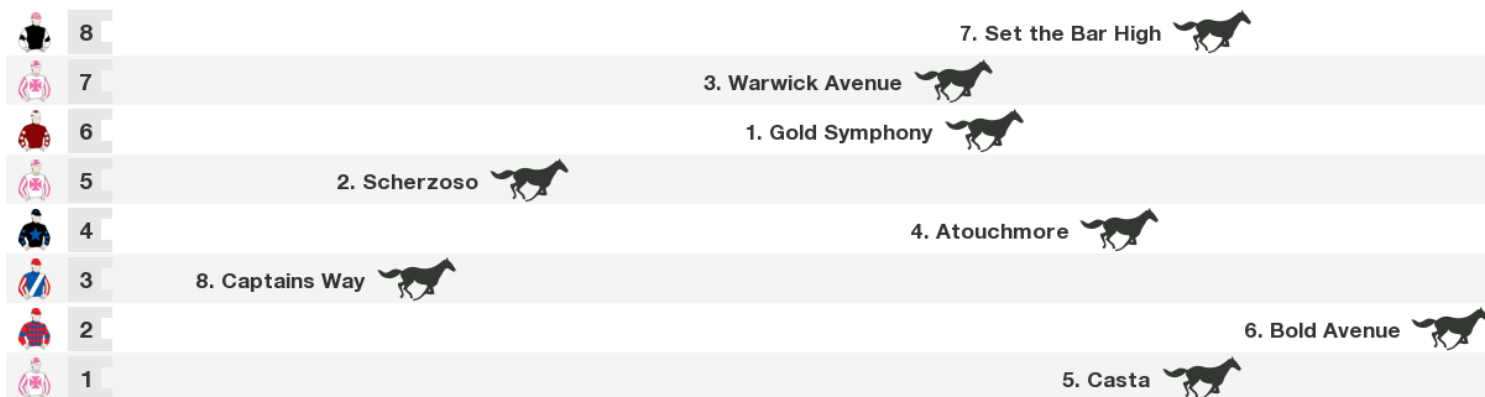 8 7. Set the Bar High
7 3. Warwick Avenue
6 1. Gold Symphony
5 2. Scherzoso
4 4. Atouchmore
3 8. Captains Way
2 6. Bold Avenue
1 5. Casta